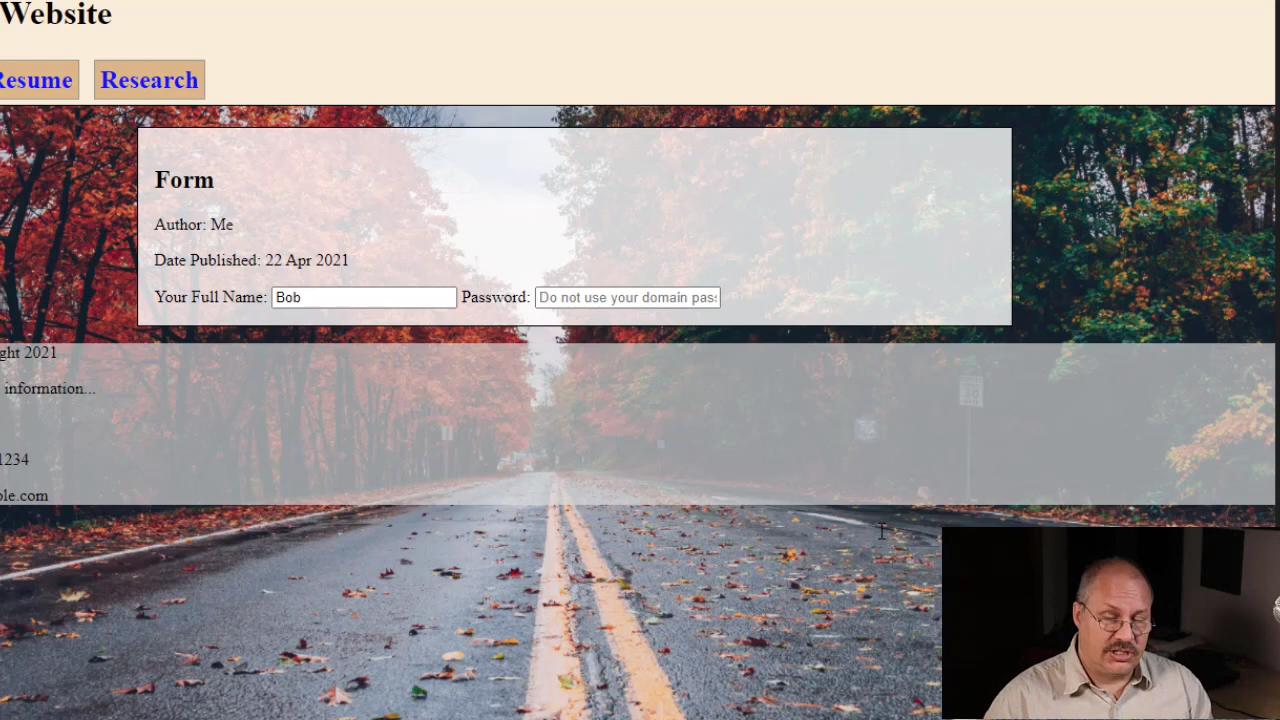 Website
Resume Research
Form
Author: Me
Date Published: 22 Apr 2021
Your Full Name: Bob Password: Do not use your domain pas
ght 2021
information...
1234
ple.com